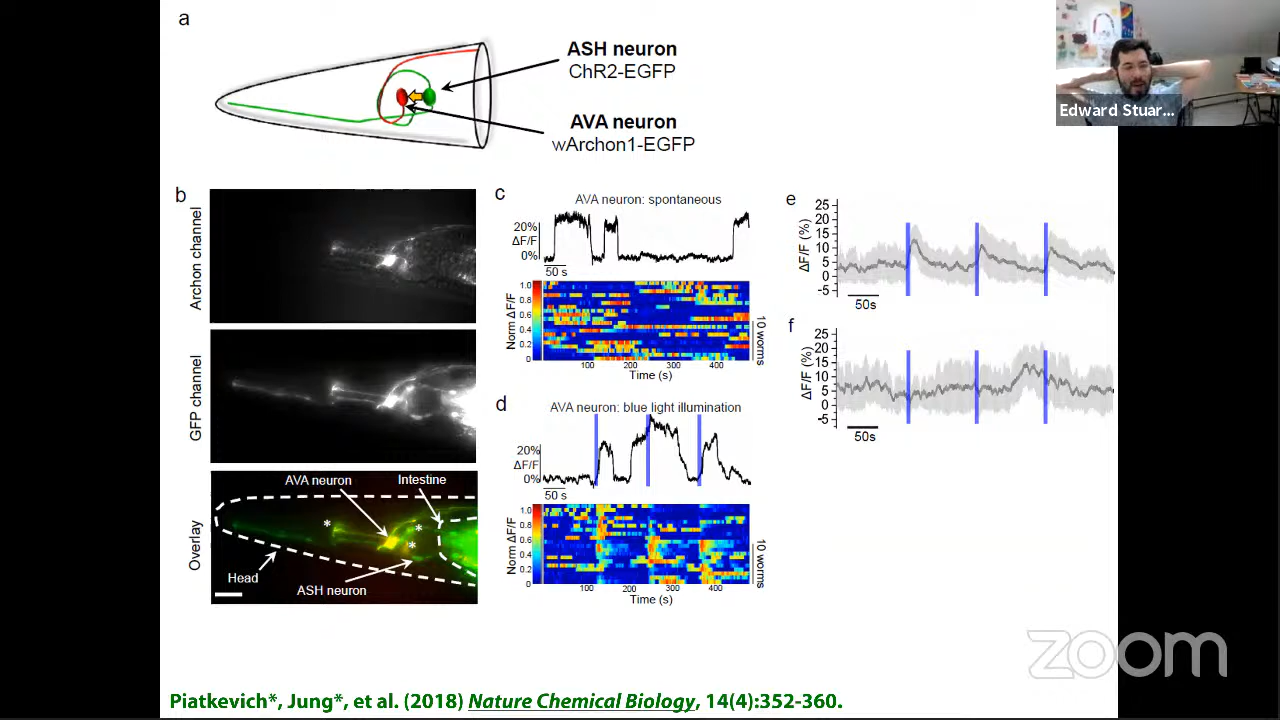 a
ASH neuron
ChR2-EGFP
AVA neuron
wArchon1-EGFP
Edward Stuar...
b
Archon channel
GFP channel
Overlay
AVA neuron
Intestine
*
*
*
Head
ASH neuron
c
AVA neuron: spontaneous
20%
ΔF/F
0%
50 s
Norm ΔF/F
1.0
0.8
0.6
0.4
0.2
0
10 worms
100 200 300 400
Time (s)
d
AVA neuron: blue light illumination
20%
ΔF/F
0%
50 s
Norm ΔF/F
1.0
0.8
0.6
0.4
0.2
0
10 worms
100 200 300 400
Time (s)
e
ΔF/F (%)
25
20
15
10
5
0
-5
50s
f
ΔF/F (%)
25
20
15
10
5
0
-5
50s
zoom
Piatkevich*, Jung*, et al. (2018) Nature Chemical Biology, 14(4):352-360.